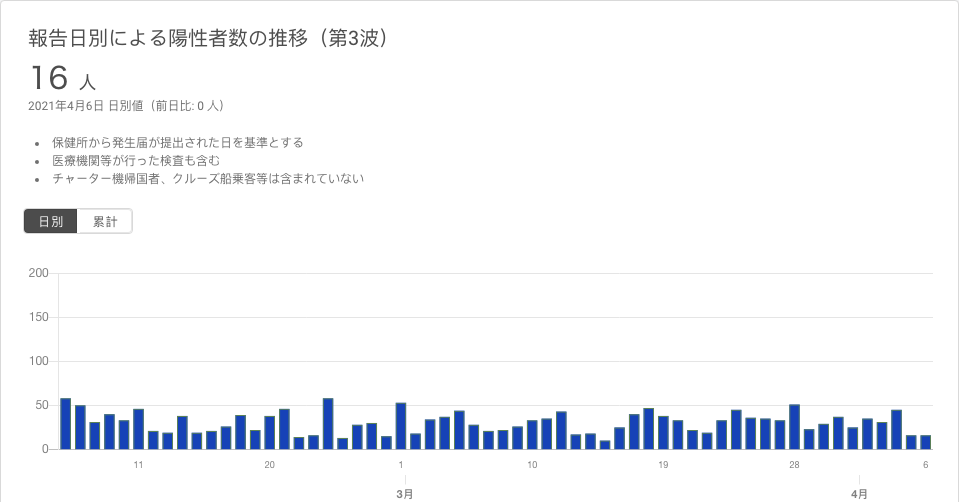 報告日別による陽性者数の推移（第3波）
16 人
2021年4月6日 日別値（前日比: 0 人）
• 保健所から発生届が提出された日を基準とする
• 医療機関等が行った検査も含む
• チャーター機帰国者、クルーズ船乗客等は含まれていない
日別 累計
200
150
100
50
0
11 20 1 10 19 28 6
3月 4月